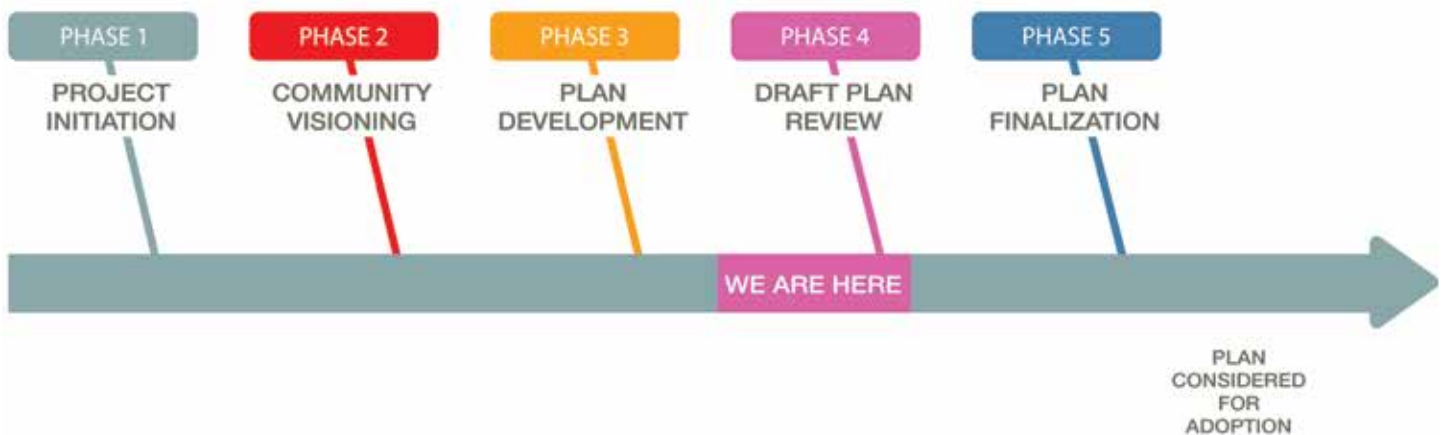 PHASE 1
PROJECT
INITIATION
PHASE 2
COMMUNITY
VISIONING
PHASE 3
PLAN
DEVELOPMENT
PHASE 4
DRAFT PLAN
REVIEW
PHASE 5
PLAN
FINALIZATION
WE ARE HERE
PLAN
CONSIDERED
FOR
ADOPTION